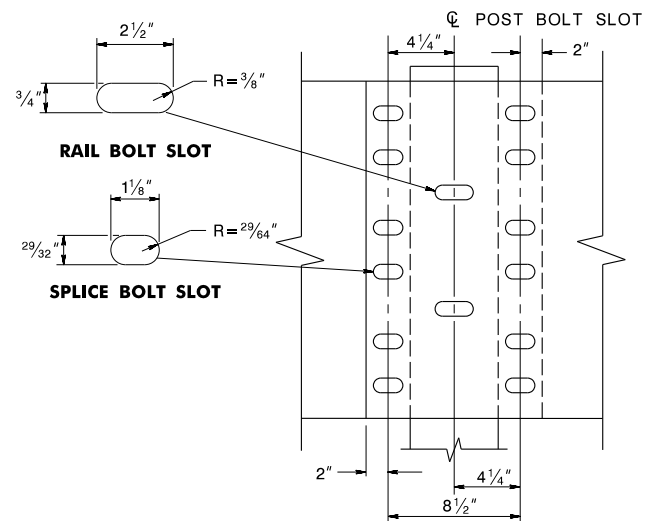 ℄ POST BOLT SLOT
2½"
4¼"
2"
¾"
R=⅜"
RAIL BOLT SLOT
1⅛"
29/32"
R=29/64"
SPLICE BOLT SLOT
2"
4¼"
8½"